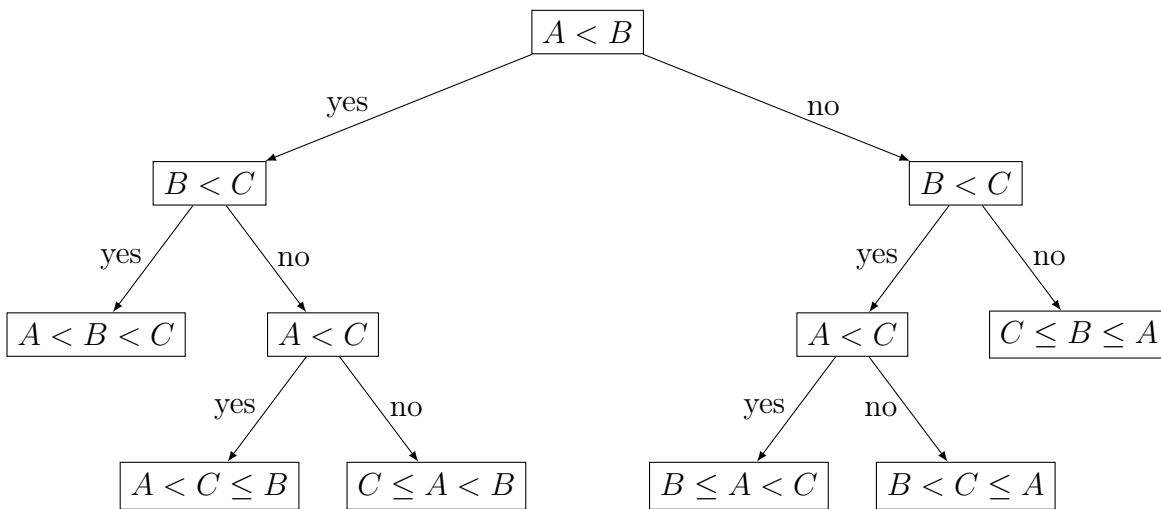 A < B
yes
no
B < C
B < C
yes
no
yes
no
A < B < C
A < C
A < C
C ≤ B ≤ A
yes
no
yes
no
A < C ≤ B
C ≤ A < B
B ≤ A < C
B < C ≤ A